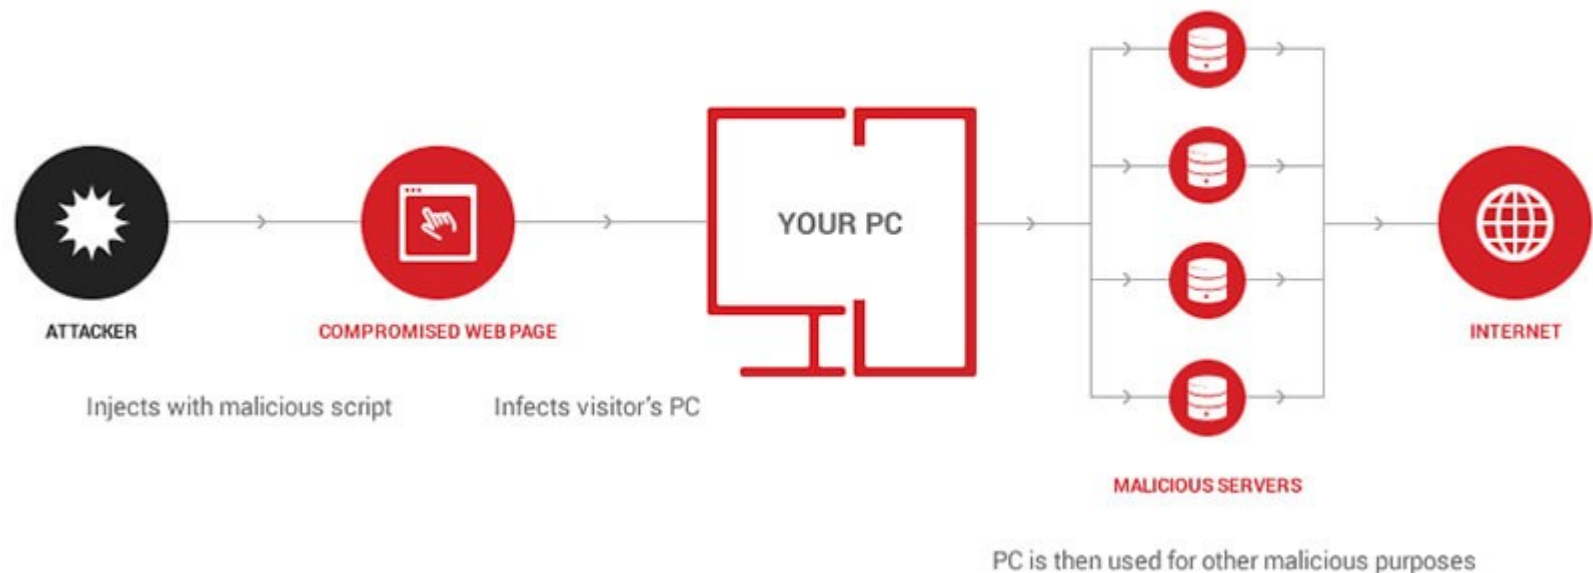 YOUR PC
ATTACKER
COMPROMISED WEB PAGE
INTERNET
Injects with malicious script
Infects visitor's PC
MALICIOUS SERVERS
PC is then used for other malicious purposes